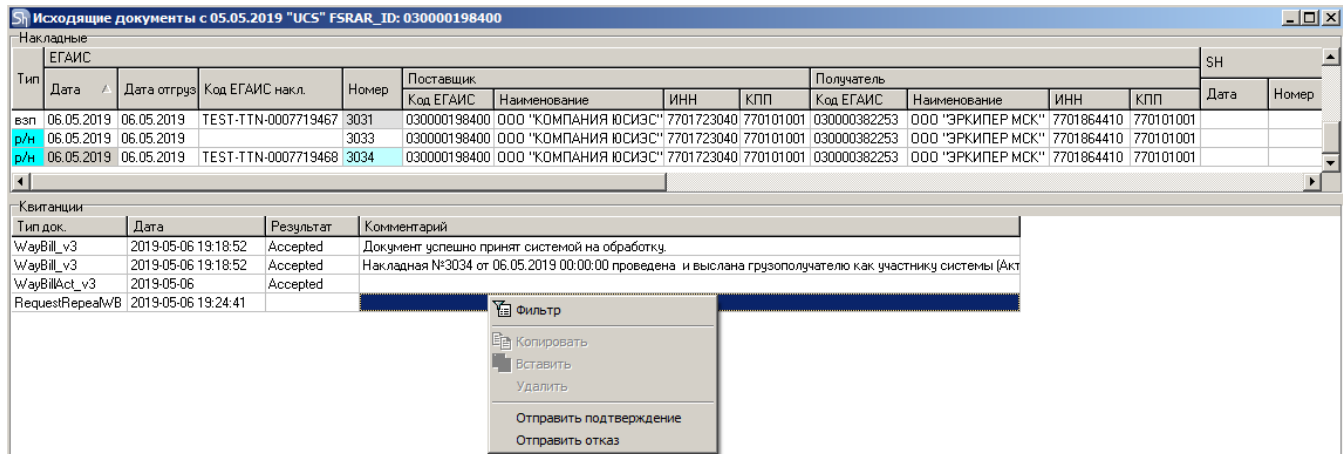 Sh Исходящие документы с 05.05.2019 "UCS" FSRAR_ID: 030000198400
Накладные
Тип ЕГАИС SH
Поставщик Получатель
Дата Дата отгруз Код ЕГАИС накл. Номер Код ЕГАИС Наименование ИНН КПП Код ЕГАИС Наименование ИНН КПП Дата Номер
взп 06.05.2019 06.05.2019 TEST-TTN-0007719467 3031 030000198400 ООО "КОМПАНИЯ ЮСИЭС" 7701723040 770101001 030000382253 ООО "ЭРКИПЕР МСК" 7701864410 770101001
р/н 06.05.2019 06.05.2019 3033 030000198400 ООО "КОМПАНИЯ ЮСИЭС" 7701723040 770101001 030000382253 ООО "ЭРКИПЕР МСК" 7701864410 770101001
р/н 06.05.2019 06.05.2019 TEST-TTN-0007719468 3034 030000198400 ООО "КОМПАНИЯ ЮСИЭС" 7701723040 770101001 030000382253 ООО "ЭРКИПЕР МСК" 7701864410 770101001
Квитанции
Тип док. Дата Результат Комментарий
WayBill_v3 2019-05-06 19:18:52 Accepted Документ успешно принят системой на обработку.
WayBill_v3 2019-05-06 19:18:52 Accepted Накладная №3034 от 06.05.2019 00:00:00 проведена и выслана грузополучателю как участнику системы (Акт
WayBillAct_v3 2019-05-06 Accepted
RequestRepealWB 2019-05-06 19:24:41
Фильтр
Копировать
Вставить
Удалить
Отправить подтверждение
Отправить отказ